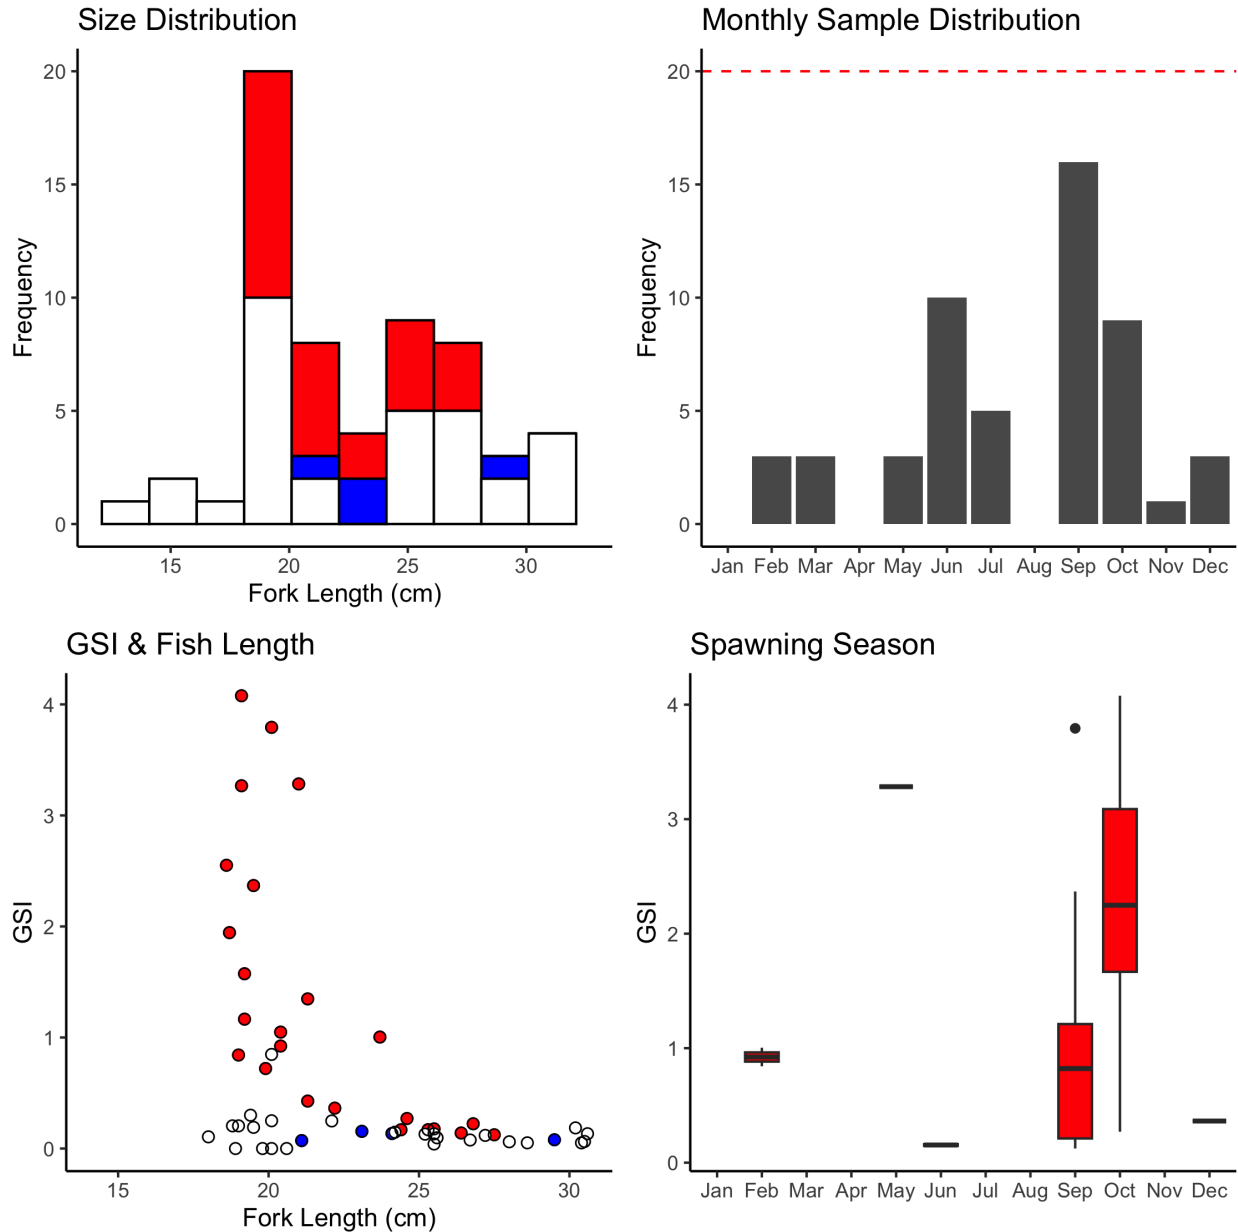 Size Distribution
Frequency
20
15
10
5
0
15 20 25 30
Fork Length (cm)
Monthly Sample Distribution
Frequency
20
15
10
5
0
Jan Feb Mar Apr May Jun Jul Aug Sep Oct Nov Dec
GSI & Fish Length
GSI
4
3
2
1
0
15 20 25 30
Fork Length (cm)
Spawning Season
GSI
4
3
2
1
0
Jan Feb Mar Apr May Jun Jul Aug Sep Oct Nov Dec